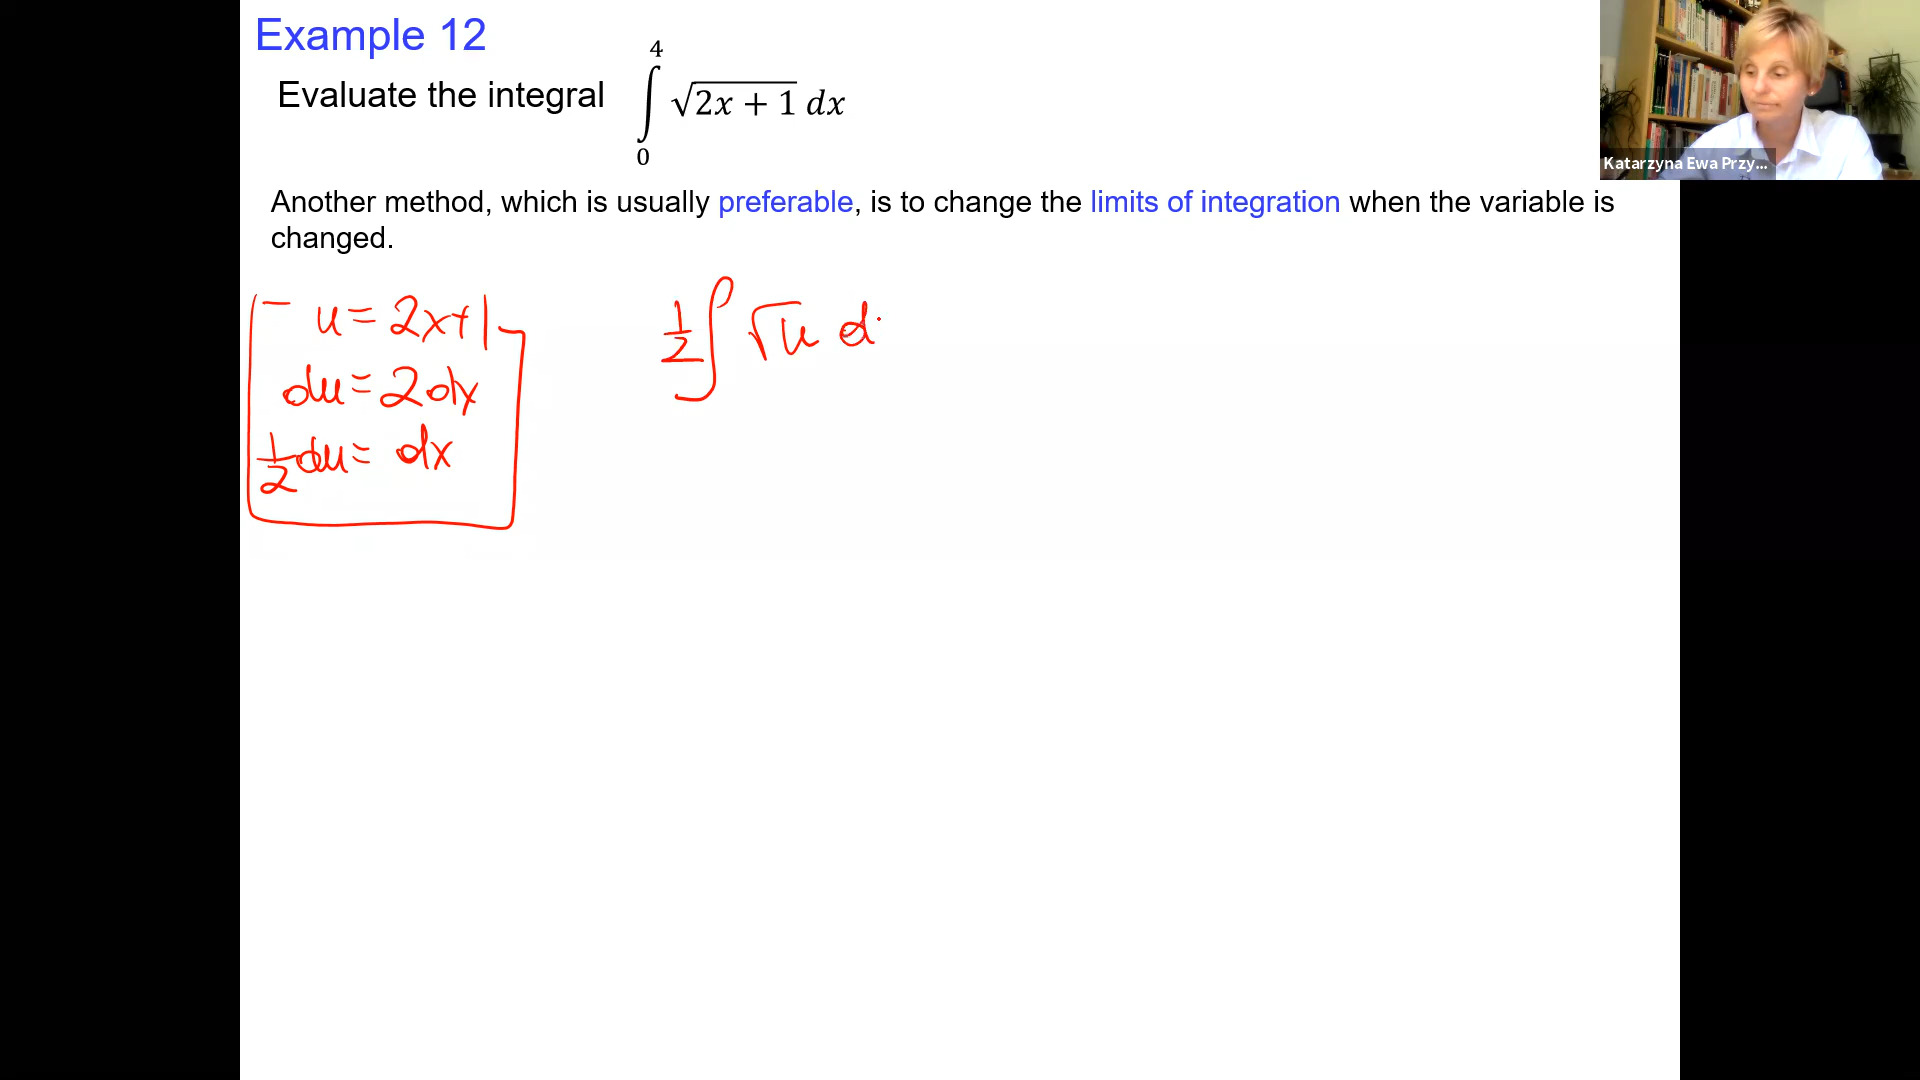 Example 12
Evaluate the integral ∫₀⁴ √(2x + 1) dx
Katarzyna Ewa Przy...
Another method, which is usually preferable, is to change the limits of integration when the variable is
changed.
u = 2x+1
du = 2dx
½du = dx
½∫√u d